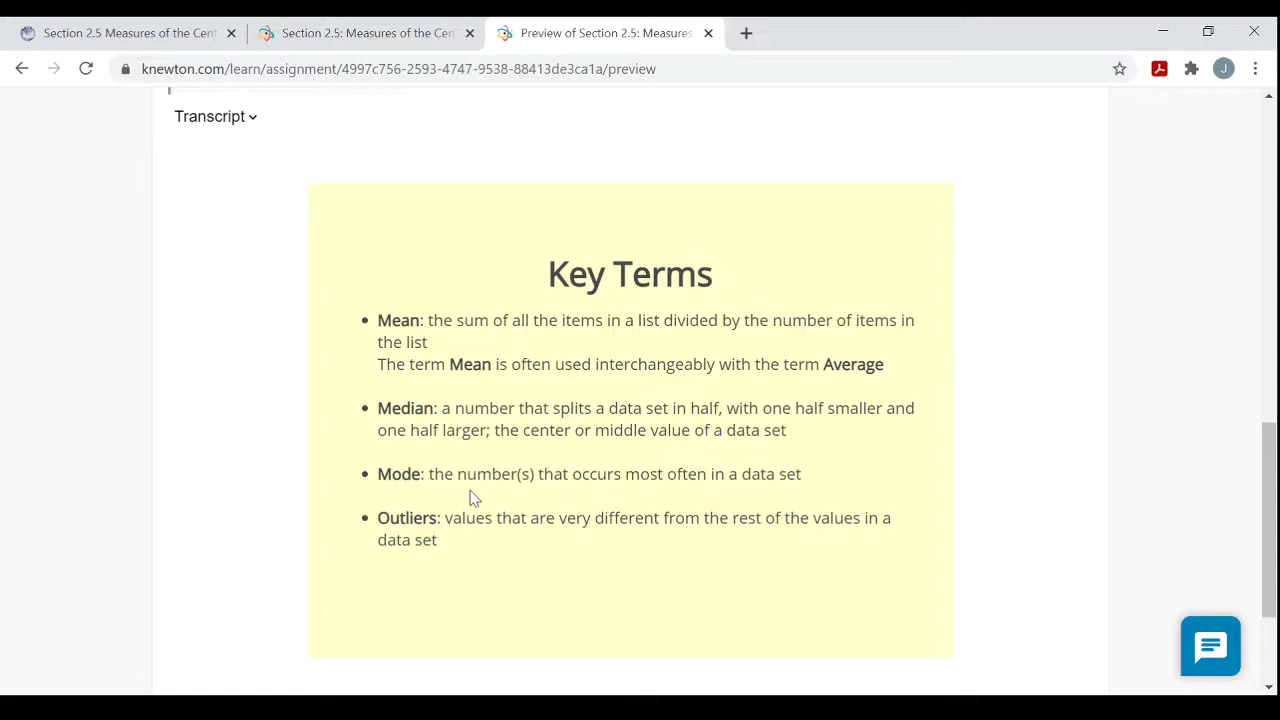 Section 2.5 Measures of the Cent
Section 2.5: Measures of the Cen
Preview of Section 2.5: Measures
knewton.com/learn/assignment/4997c756-2593-4747-9538-88413de3ca1a/preview
J
Transcript
Key Terms
Mean: the sum of all the items in a list divided by the number of items in
the list
The term Mean is often used interchangeably with the term Average
Median: a number that splits a data set in half, with one half smaller and
one half larger; the center or middle value of a data set
Mode: the number(s) that occurs most often in a data set
Outliers: values that are very different from the rest of the values in a
data set